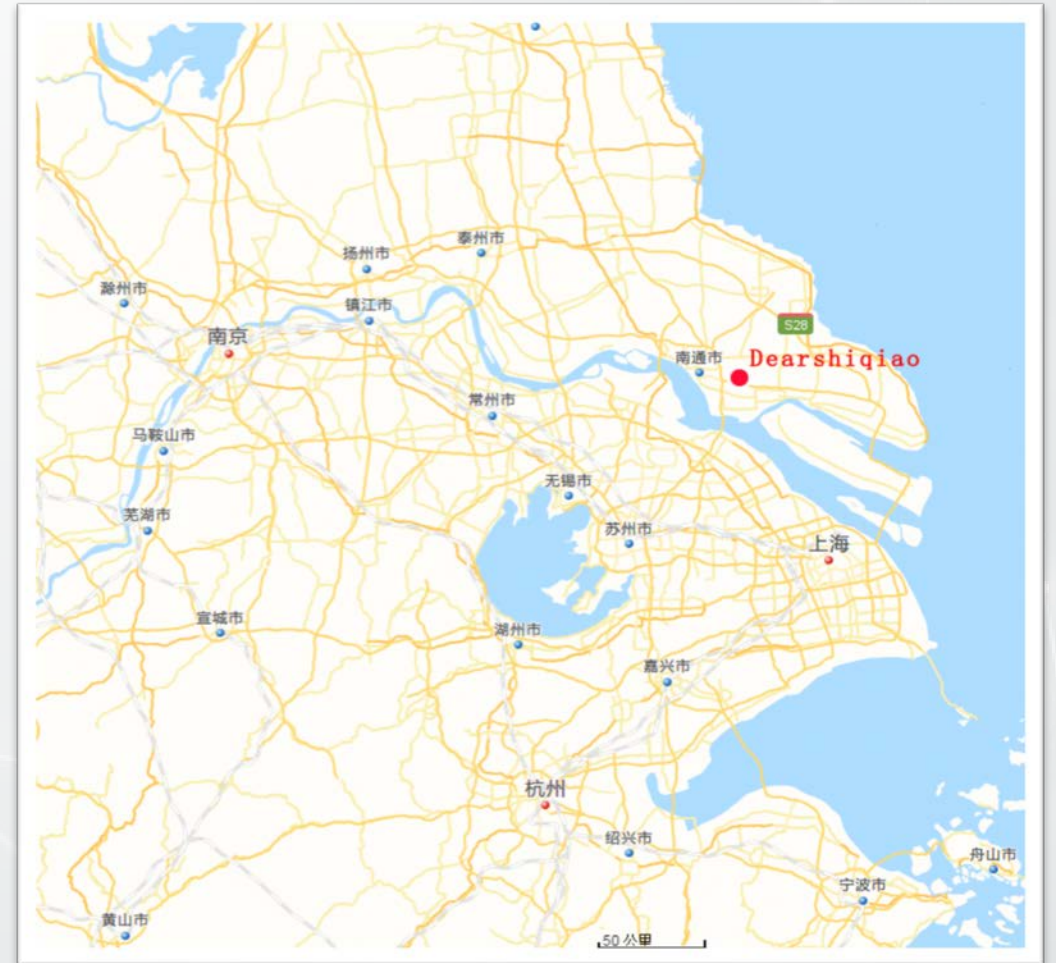 泰州市
扬州市
滁州市
镇江市
S28
南京
南通市
Dearshiqiao
常州市
马鞍山市
无锡市
芜湖市
苏州市
上海
宣城市
湖州市
嘉兴市
杭州
绍兴市
舟山市
宁波市
黄山市
50 公里